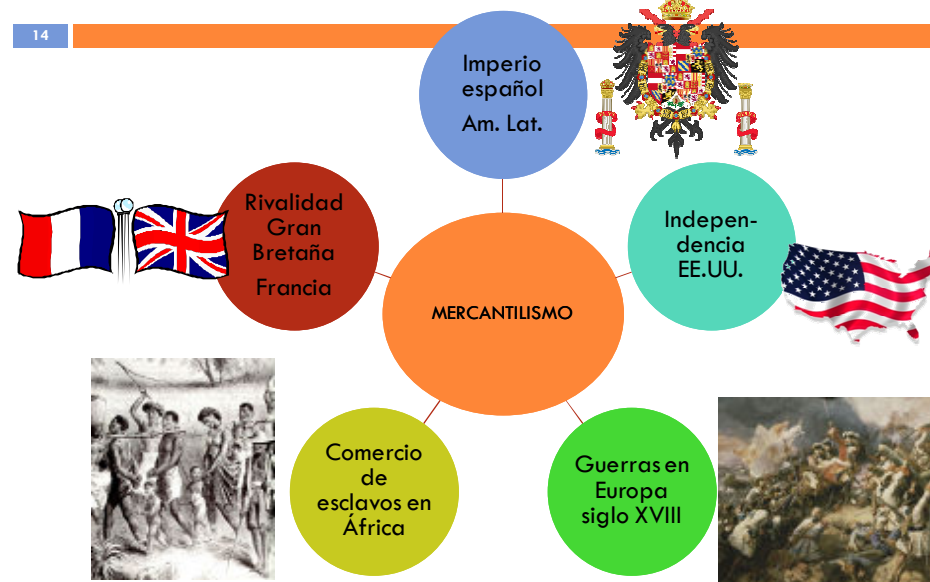 14
Imperio
español
Am. Lat.
Rivalidad
Gran
Bretaña
Francia
Indepen-
dencia
EE.UU.
MERCANTILISMO
Comercio
de
esclavos en
África
Guerras en
Europa
siglo XVIII